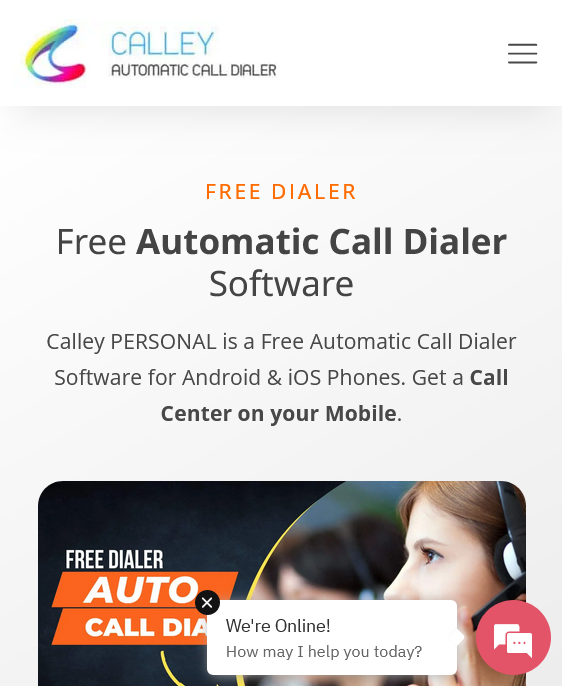 CALLEY
AUTOMATIC CALL DIALER
FREE DIALER
Free Automatic Call Dialer
Software
Calley PERSONAL is a Free Automatic Call Dialer
Software for Android & iOS Phones. Get a Call
Center on your Mobile.
FREE DIALER
AUTO
CALL DIA
We're Online!
How may I help you today?